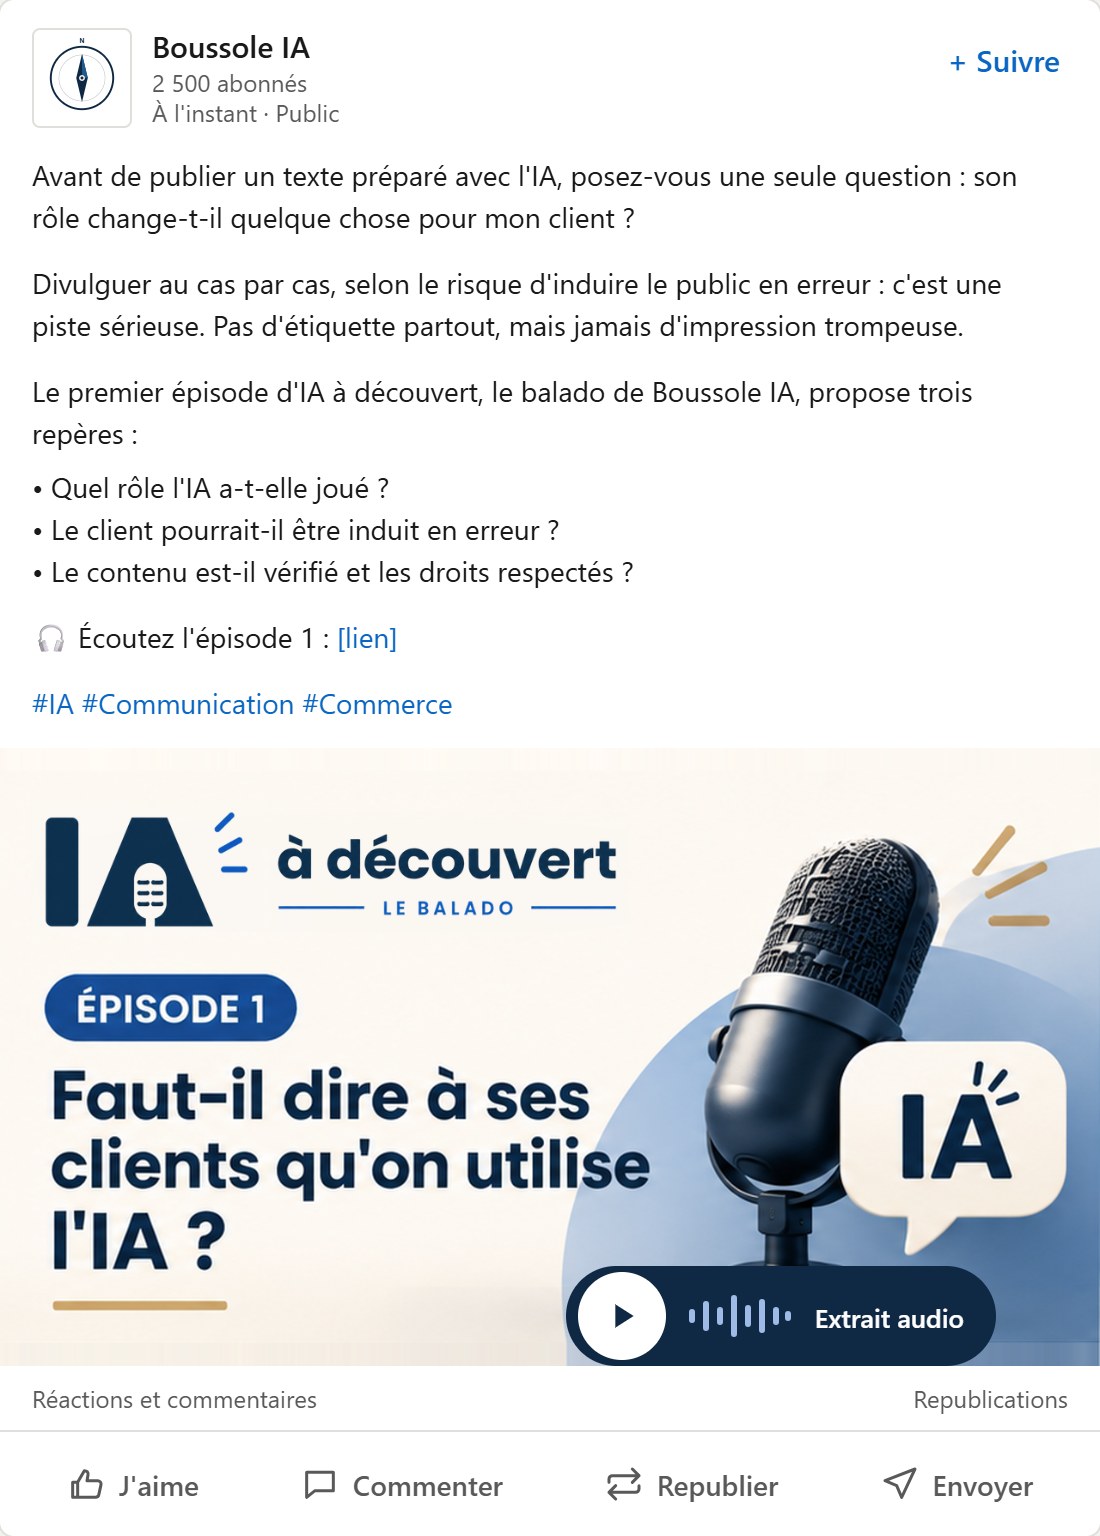 N
Boussole IA
2 500 abonnés
À l'instant · Public
+ Suivre
Avant de publier un texte préparé avec l'IA, posez-vous une seule question : son
rôle change-t-il quelque chose pour mon client ?
Divulguer au cas par cas, selon le risque d'induire le public en erreur : c'est une
piste sérieuse. Pas d'étiquette partout, mais jamais d'impression trompeuse.
Le premier épisode d'IA à découvert, le balado de Boussole IA, propose trois
repères :
• Quel rôle l'IA a-t-elle joué ?
• Le client pourrait-il être induit en erreur ?
• Le contenu est-il vérifié et les droits respectés ?
🎧 Écoutez l'épisode 1 : [lien]
#IA #Communication #Commerce
IA à découvert
LE BALADO
ÉPISODE 1
Faut-il dire à ses
clients qu'on utilise
l'IA ?
IA
Extrait audio
Réactions et commentaires
Republications
J'aime
Commenter
Republier
Envoyer